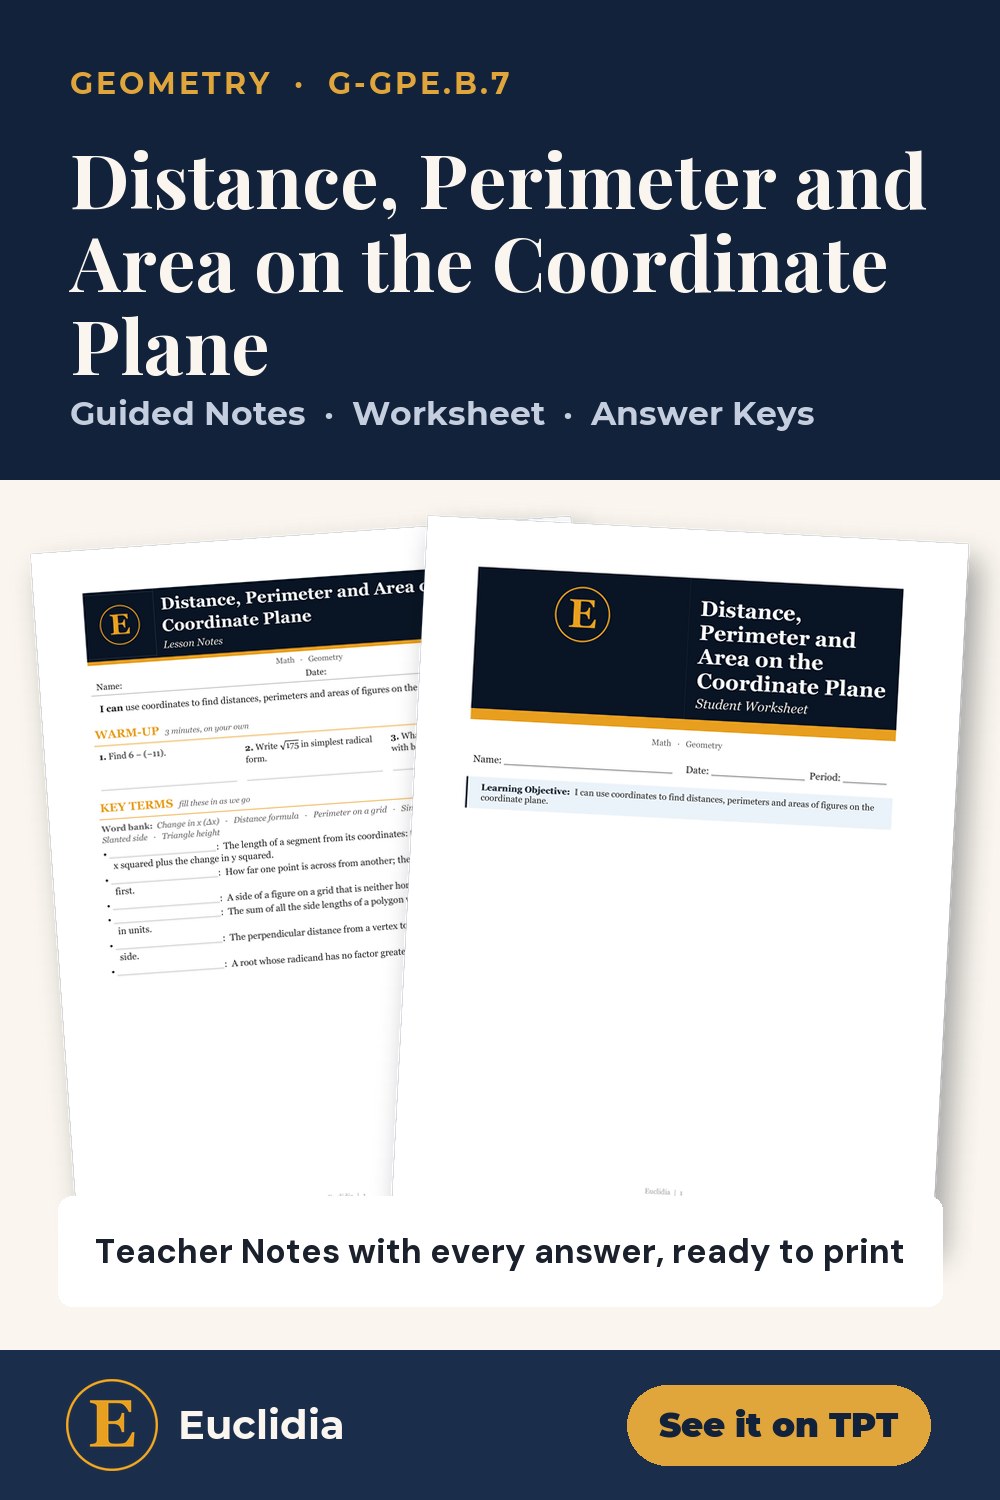 GEOMETRY · G-GPE.B.7
Distance, Perimeter and
Area on the Coordinate
Plane
Guided Notes · Worksheet · Answer Keys
E
Distance, Perimeter and Area
Coordinate Plane
Lesson Notes
Math - Geometry
Name:
Date:
I can use coordinates to find distances, perimeters and areas of figures on the
WARM-UP 3 minutes, on your own
1. Find 6 – (–11).
2. Write √175 in simplest radical
form.
3.
with
KEY TERMS fill these in as we go
Word bank: Change in x (Δx) - Distance formula - Perimeter on a grid
Slanted side - Triangle height
• : The length of a segment from its coordinates:
x squared plus the change in y squared.
• : How far one point is across from another; the
first.
• : A side of a figure on a grid that is neither
• : The sum of all the side lengths of a polygon
in units.
• : The perpendicular distance from a vertex to
side.
• : A root whose radicand has no factor
E
Distance,
Perimeter and
Area on the
Coordinate Plane
Student Worksheet
Math - Geometry
Name: Date: Period:
Learning Objective: I can use coordinates to find distances, perimeters and areas of figures on the
coordinate plane.
Euclidia | 1
Teacher Notes with every answer, ready to print
E
Euclidia
See it on TPT